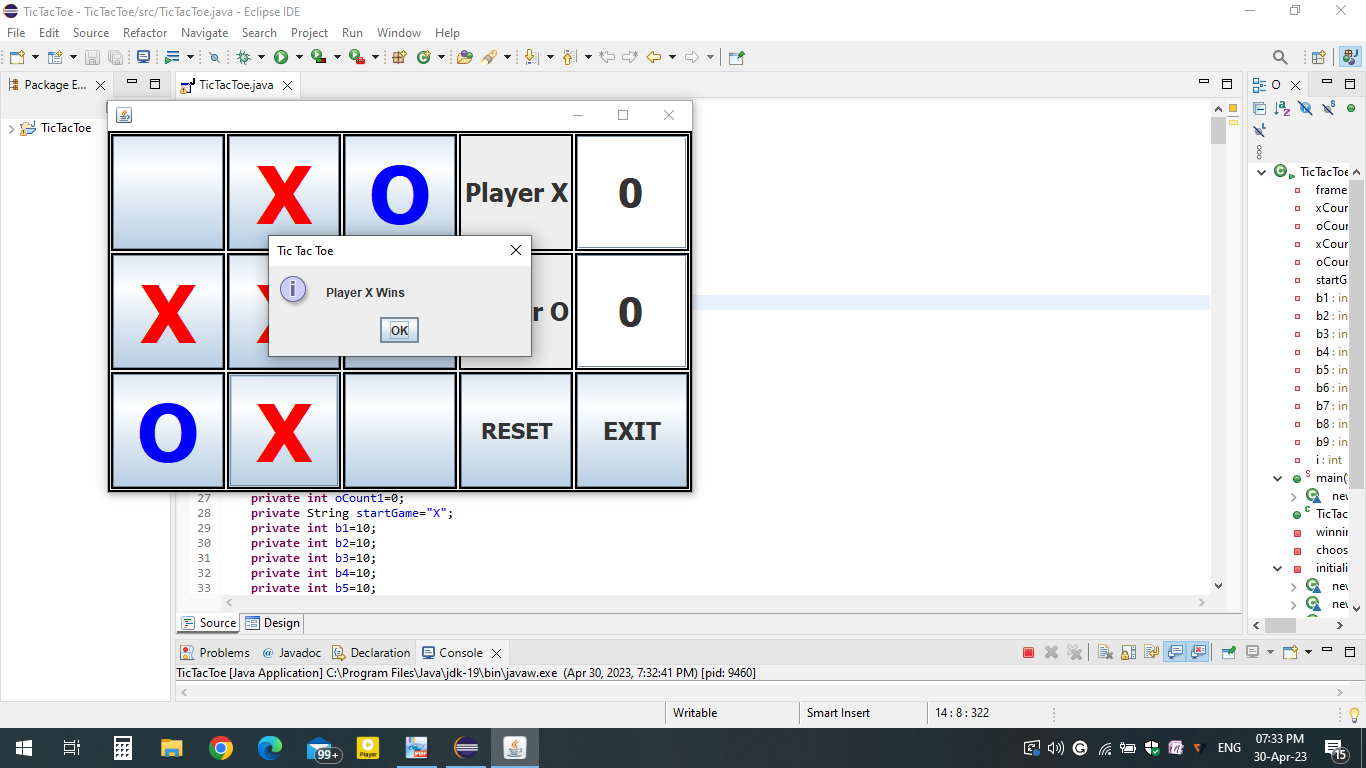 TicTacToe - TicTacToe/src/TicTacToe.java - Eclipse IDE
File Edit Source Refactor Navigate Search Project Run Window Help
Package E...
TicTacToe.java
TicTacToe
X O Player X 0
Tic Tac Toe
Player X Wins
OK
X O 0
O X RESET EXIT
27 private int oCount1=0;
28 private String startGame="X";
29 private int b1=10;
30 private int b2=10;
31 private int b3=10;
32 private int b4=10;
33 private int b5=10;
Source Design
O
TicTacToe
frame
xCour
oCour
xCour
oCour
startG
b1 : in
b2 : in
b3 : in
b4 : in
b5 : in
b6 : in
b7 : in
b8 : in
b9 : in
i : int
main(
nev
TicTac
winnin
choos
initiali
nev
nev
Problems Javadoc Declaration Console
TicTacToe [Java Application] C:\Program Files\Java\jdk-19\bin\javaw.exe (Apr 30, 2023, 7:32:41 PM) [pid: 9460]
Writable Smart Insert 14 : 8 : 322
99+
Player
PDF
ENG
07:33 PM
30-Apr-23
15